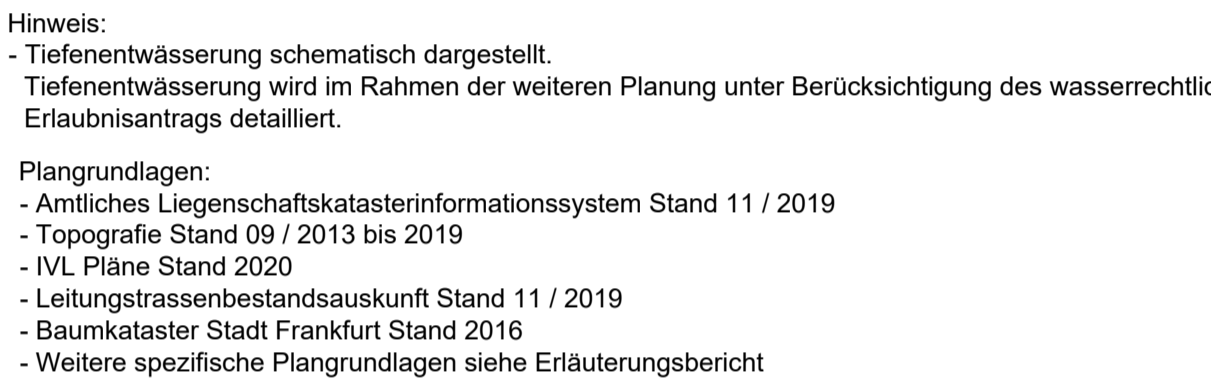 Hinweis:
- Tiefenentwässerung schematisch dargestellt.
Tiefenentwässerung wird im Rahmen der weiteren Planung unter Berücksichtigung des
Erlaubnisantrags detailliert.
Plangrundlagen:
- Amtliches Liegenschaftskatasterinformationssystem Stand 11 / 2019
- Topografie Stand 09 / 2013 bis 2019
- IVL Pläne Stand 2020
- Leitungstrassenbestandsauskunft Stand 11 / 2019
- Baumkataster Stadt Frankfurt Stand 2016
- Weitere spezifische Plangrundlagen siehe Erläuterungsbericht